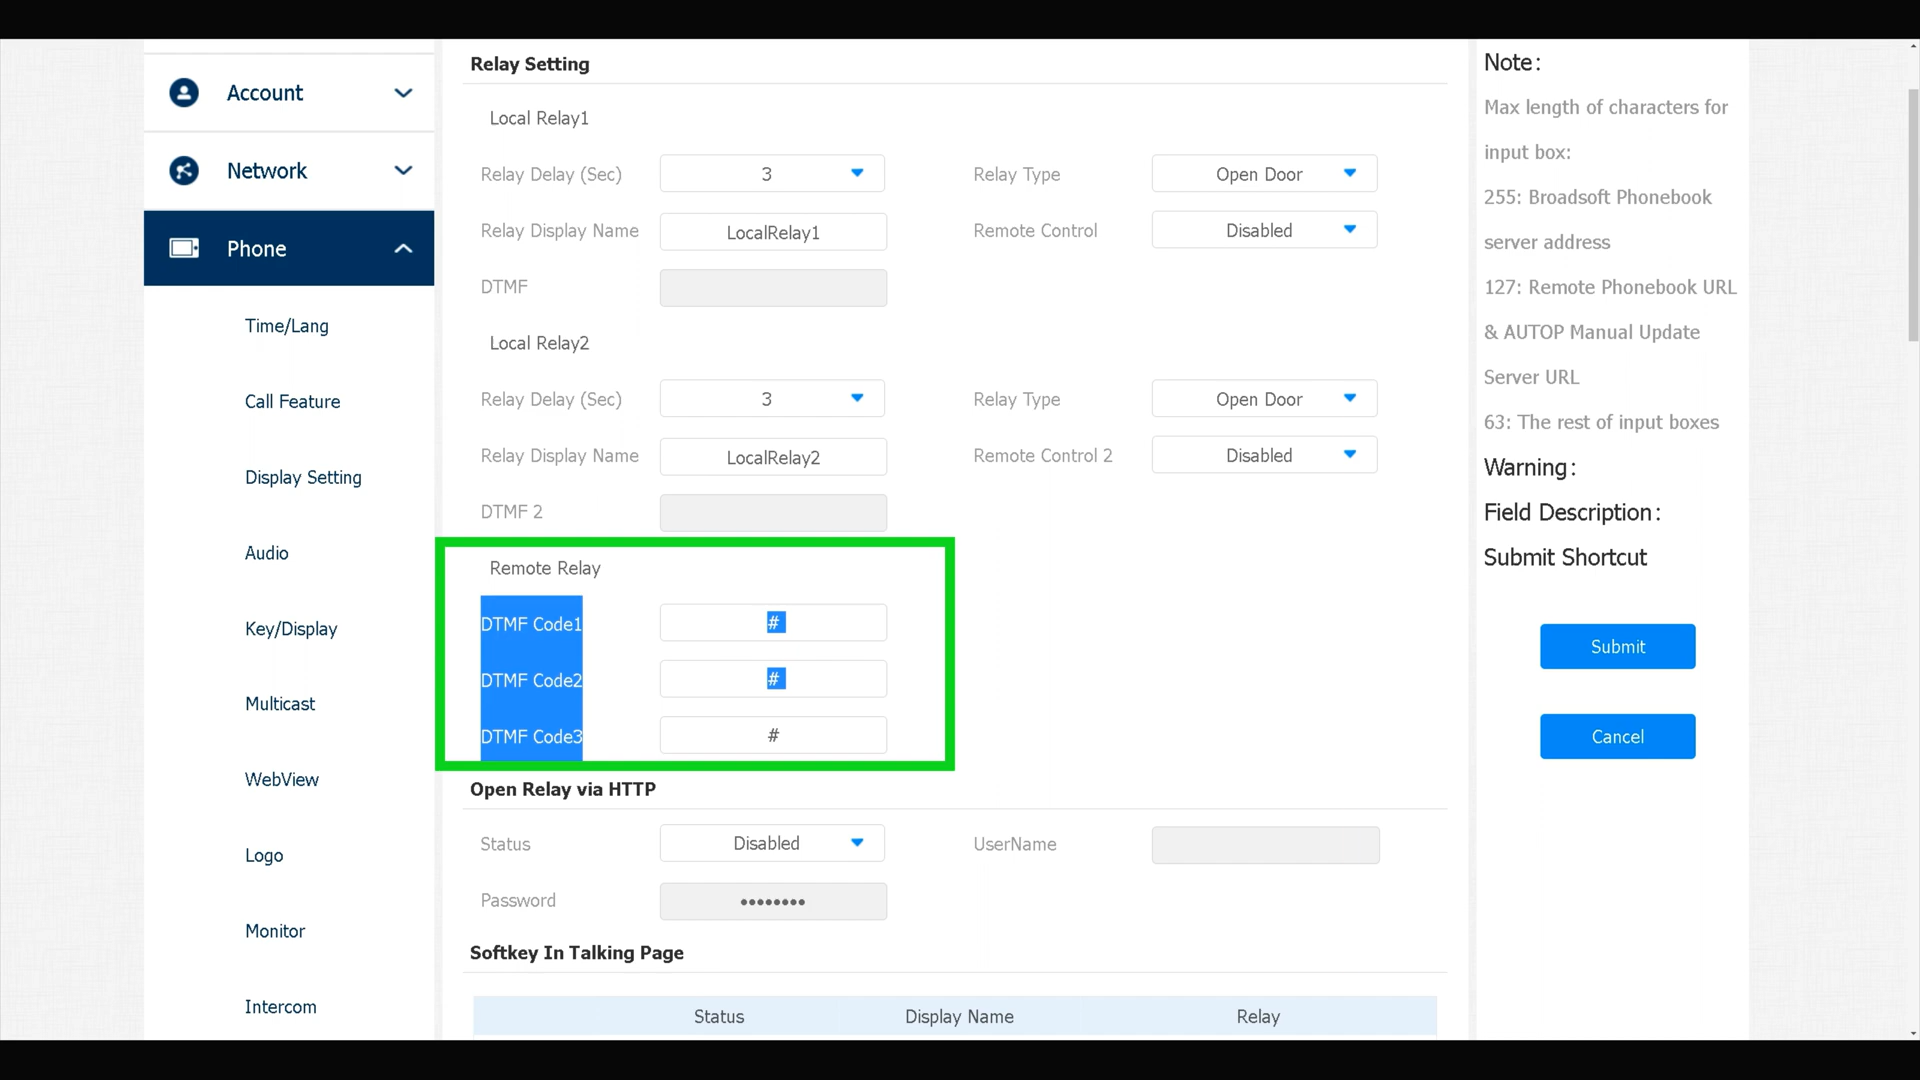 Account
Network
Phone
Time/Lang
Call Feature
Display Setting
Audio
Key/Display
Multicast
WebView
Logo
Monitor
Intercom
Relay Setting
Local Relay1
Relay Delay (Sec) 3 Relay Type Open Door
Relay Display Name LocalRelay1 Remote Control Disabled
DTMF
Local Relay2
Relay Delay (Sec) 3 Relay Type Open Door
Relay Display Name LocalRelay2 Remote Control 2 Disabled
DTMF 2
Remote Relay
DTMF Code1 #
DTMF Code2 #
DTMF Code3 #
Open Relay via HTTP
Status Disabled UserName
Password ••••••••
Softkey In Talking Page
Status Display Name Relay
Note:
Max length of characters for
input box:
255: Broadsoft Phonebook
server address
127: Remote Phonebook URL
& AUTOP Manual Update
Server URL
63: The rest of input boxes
Warning:
Field Description:
Submit Shortcut
Submit
Cancel